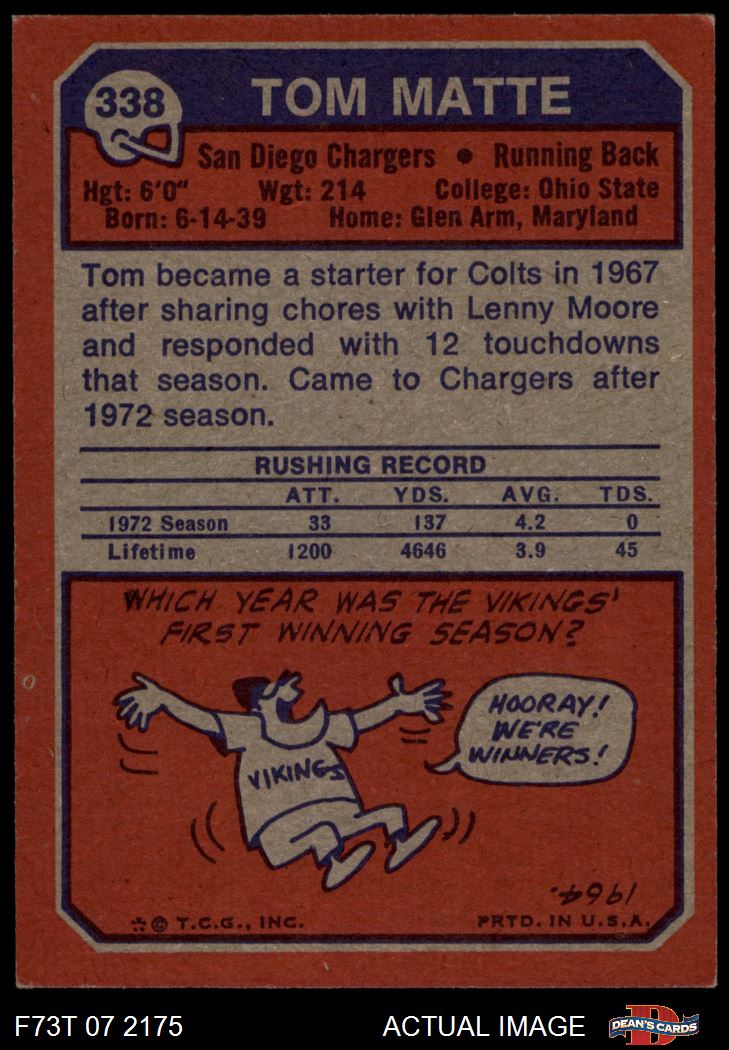 338
TOM MATTE
San Diego Chargers • Running Back
Hgt: 6'0" Wgt: 214 College: Ohio State
Born: 6-14-39 Home: Glen Arm, Maryland
Tom became a starter for Colts in 1967
after sharing chores with Lenny Moore
and responded with 12 touchdowns
that season. Came to Chargers after
1972 season.
RUSHING RECORD
ATT. YDS. AVG. TDS.
1972 Season 33 137 4.2 0
Lifetime 1200 4646 3.9 45
WHICH YEAR WAS THE VIKINGS'
FIRST WINNING SEASON?
HOORAY!
WE'RE
WINNERS!
VIKINGS
1964.
** © T.C.G., INC. PRTD. IN U.S.A.
F73T 07 2175 ACTUAL IMAGE
D
DEAN'S CARDS